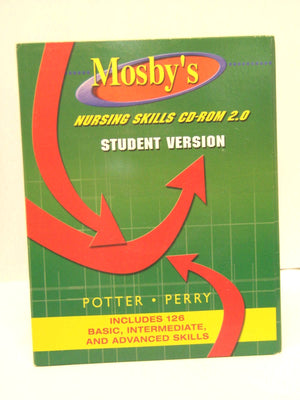 Mosby's
NURSING SKILLS CD-ROM 2.0
STUDENT VERSION
POTTER • PERRY
INCLUDES 126
BASIC, INTERMEDIATE,
AND ADVANCED SKILLS